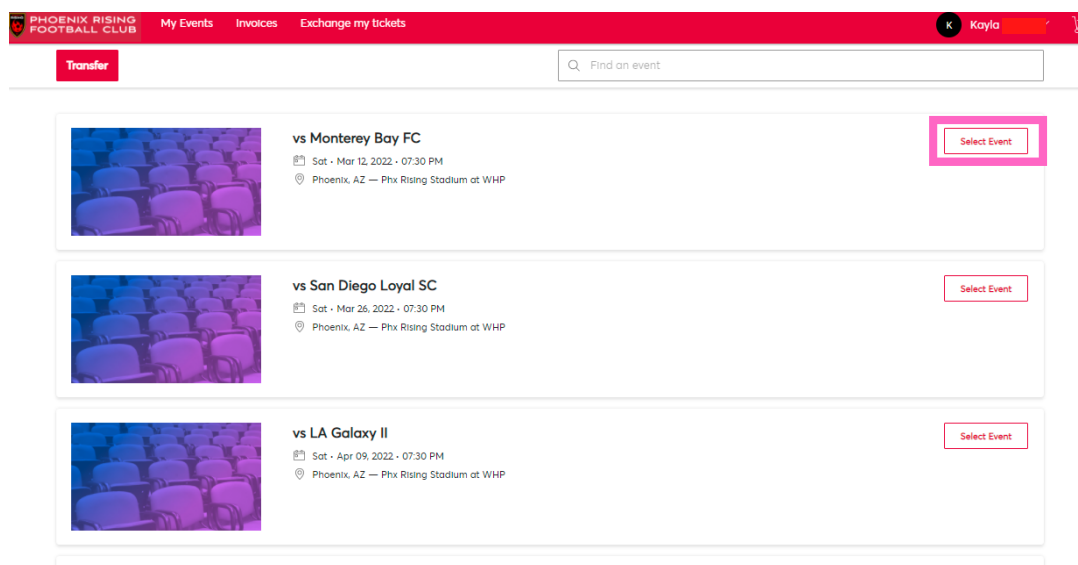 PHOENIX RISING
FOOTBALL CLUB
My Events
Invoices
Exchange my tickets
K
Kayla
Transfer
Find an event
vs Monterey Bay FC
Select Event
Sat • Mar 12, 2022 • 07:30 PM
Phoenix, AZ — Phx Rising Stadium at WHP
vs San Diego Loyal SC
Select Event
Sat • Mar 26, 2022 • 07:30 PM
Phoenix, AZ — Phx Rising Stadium at WHP
vs LA Galaxy II
Select Event
Sat • Apr 09, 2022 • 07:30 PM
Phoenix, AZ — Phx Rising Stadium at WHP